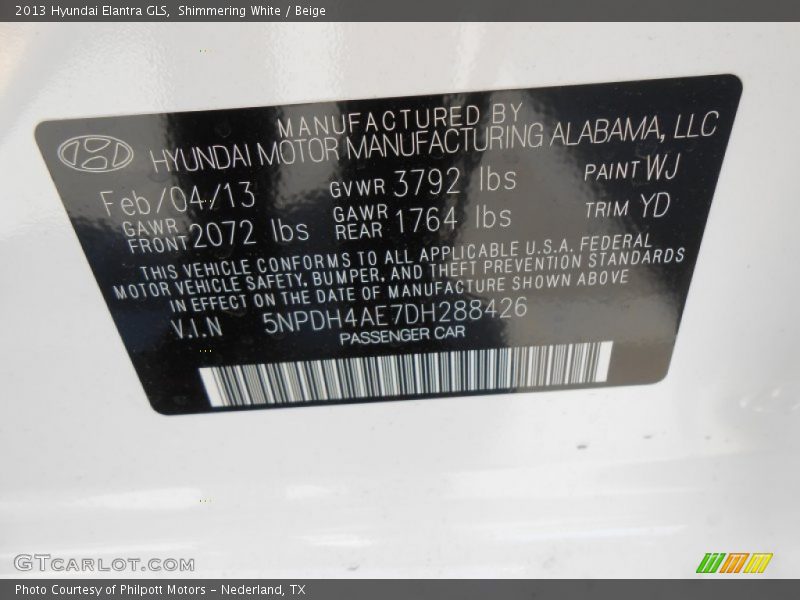 2013 Hyundai Elantra GLS,  Shimmering White / Beige
MANUFACTURED BY
HYUNDAI MOTOR MANUFACTURING ALABAMA, LLC
Feb/04/13 GVWR 3792 lbs PAINT WJ
GAWR FRONT 2072 lbs GAWR REAR 1764 lbs TRIM YD
THIS VEHICLE CONFORMS TO ALL APPLICABLE U.S.A. FEDERAL
MOTOR VEHICLE SAFETY, BUMPER, AND THEFT PREVENTION STANDARDS
IN EFFECT ON THE DATE OF MANUFACTURE SHOWN ABOVE
V.I.N 5NPDH4AE7DH288426
PASSENGER CAR
GTCARLOT.COM
Photo Courtesy of Philpott Motors - Nederland, TX